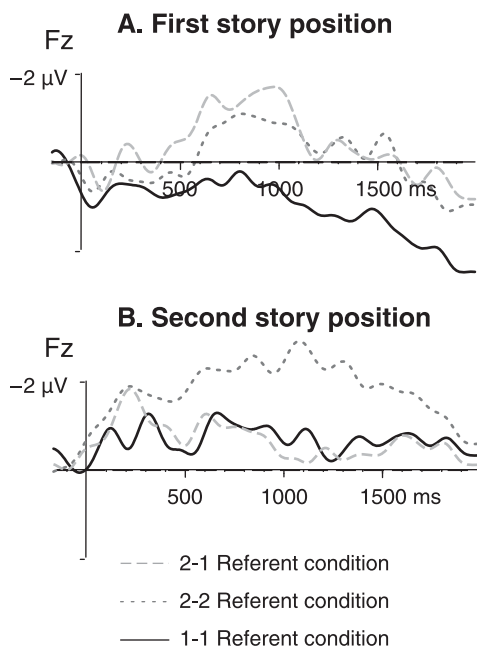 A. First story position
Fz
−2 μV
500 1000 1500 ms
B. Second story position
Fz
−2 μV
500 1000 1500 ms
2-1 Referent condition
2-2 Referent condition
1-1 Referent condition